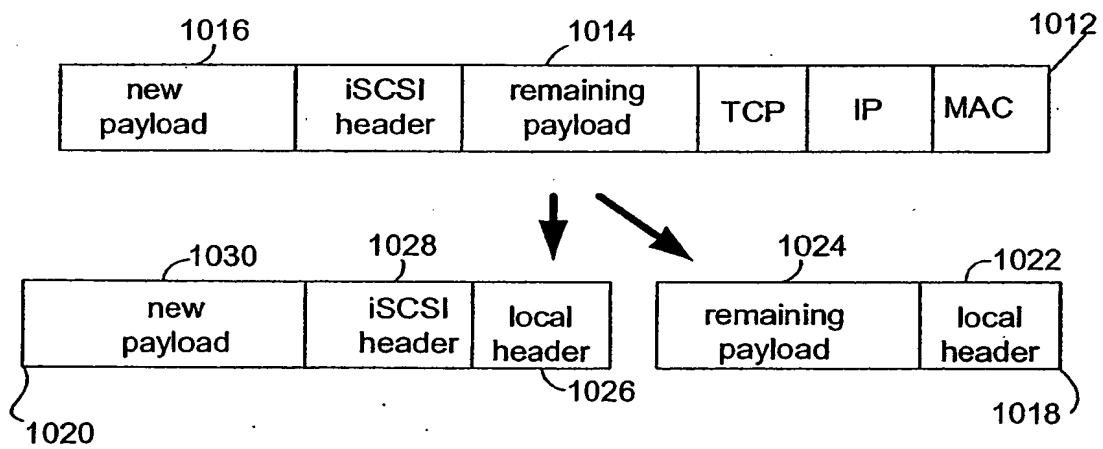 1016
1014
1012
new payload
iSCSI header
remaining payload
TCP
IP
MAC
1030
1028
1024
1022
new payload
iSCSI header
local header
remaining payload
local header
1026
1020
1018